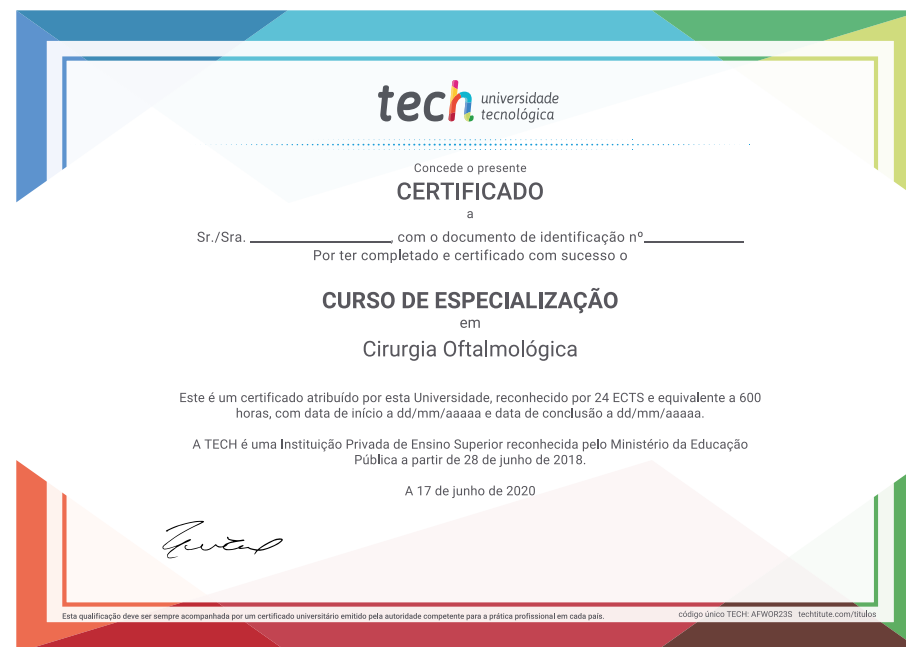 tech universidade
tecnológica
Concede o presente
CERTIFICADO
a
Sr./Sra. , com o documento de identificação nº
Por ter completado e certificado com sucesso o
CURSO DE ESPECIALIZAÇÃO
em
Cirurgia Oftalmológica
Este é um certificado atribuído por esta Universidade, reconhecido por 24 ECTS e equivalente a 600
horas, com data de início a dd/mm/aaaaa e data de conclusão a dd/mm/aaaaa.
A TECH é uma Instituição Privada de Ensino Superior reconhecida pelo Ministério da Educação
Pública a partir de 28 de junho de 2018.
A 17 de junho de 2020
Esta qualificação deve ser sempre acompanhada por um certificado universitário emitido pela autoridade competente para a prática profissional em cada país.
código único TECH: AFWOR23S techtitute.com/titulos